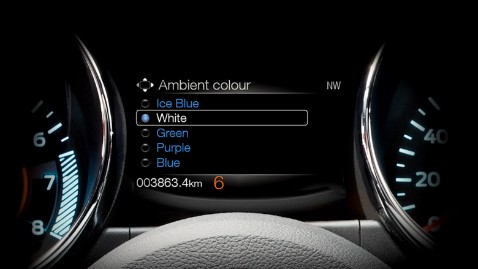 Ambient colour NW
Ice Blue
White
Green
Purple
Blue
003863.4km 6
6
7
8
40
20
0